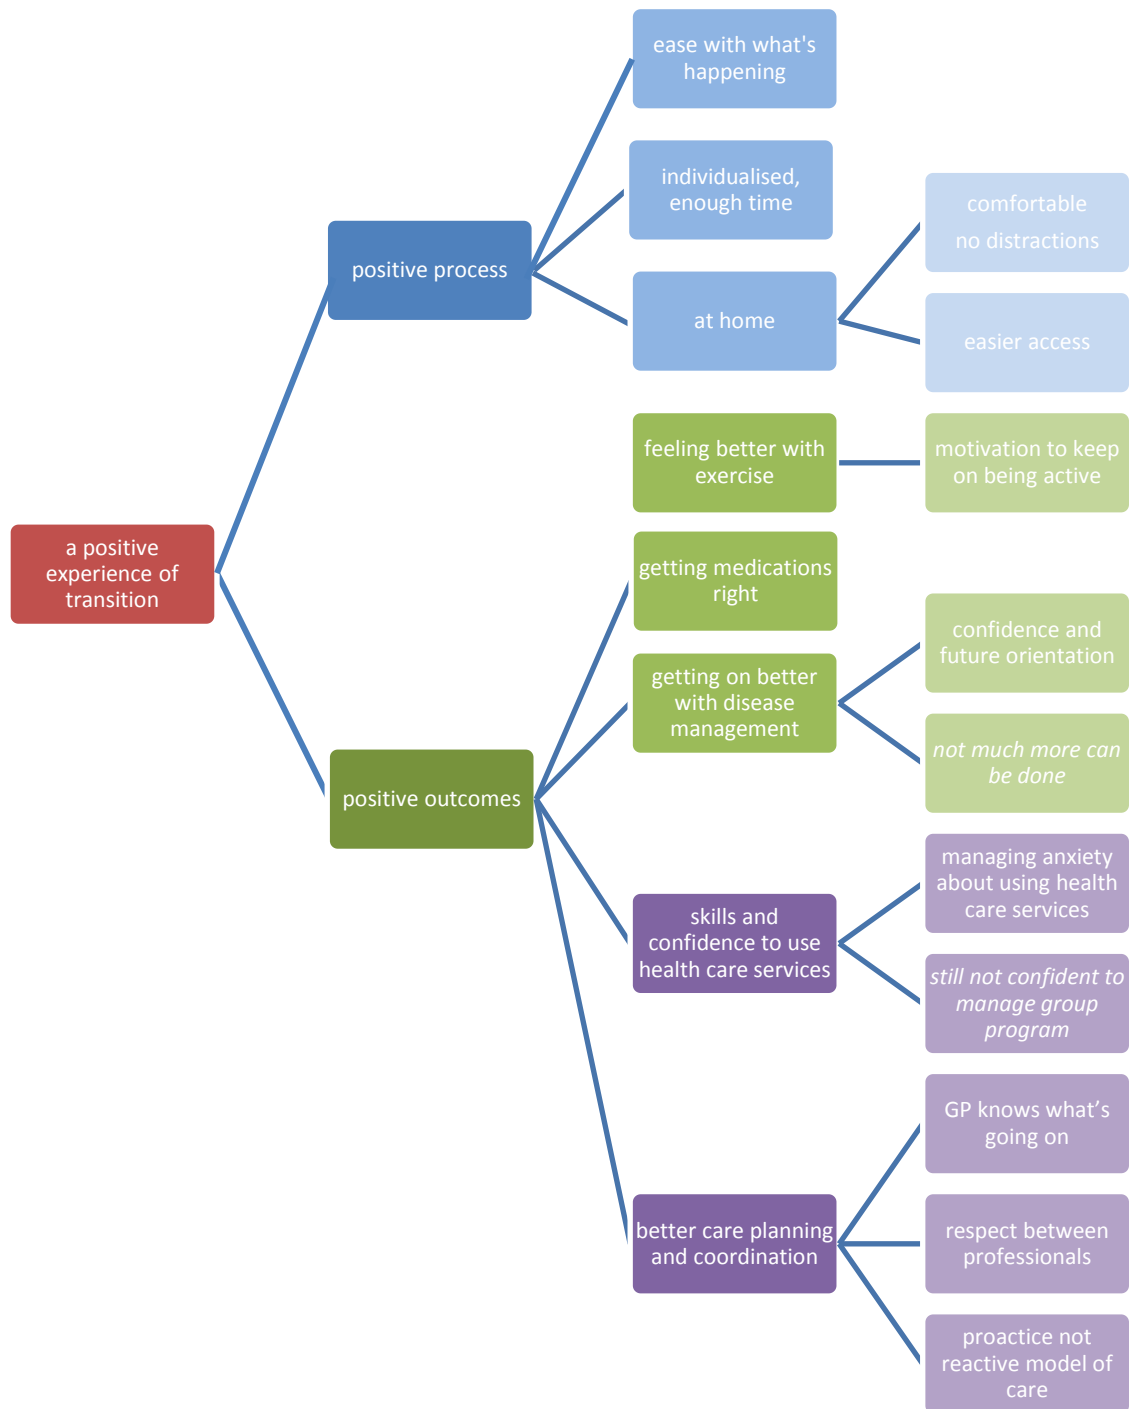 ease with what's
happening
individualised,
enough time
comfortable
no distractions
positive process
at home
easier access
feeling better with
exercise
motivation to keep
on being active
a positive
experience of
transition
getting medications
right
confidence and
future orientation
getting on better
with disease
management
not much more can
be done
positive outcomes
managing anxiety
about using health
care services
skills and
confidence to use
health care services
still not confident to
manage group
program
GP knows what’s
going on
better care planning
and coordination
respect between
professionals
proactice not
reactive model of
care